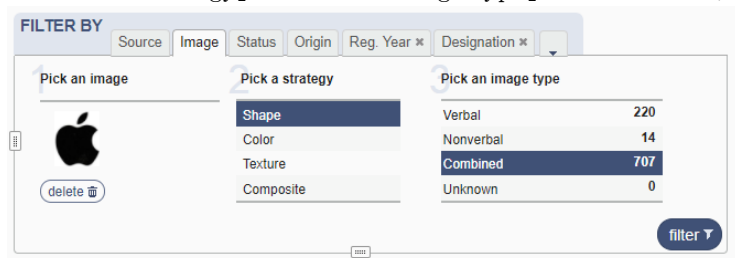 FILTER BY
Source Image Status Origin Reg. Year × Designation ×
1 Pick an image
2 Pick a strategy
3 Pick an image type
Shape
Color
Texture
Composite
Verbal 220
Nonverbal 14
Combined 707
Unknown 0
delete
filter